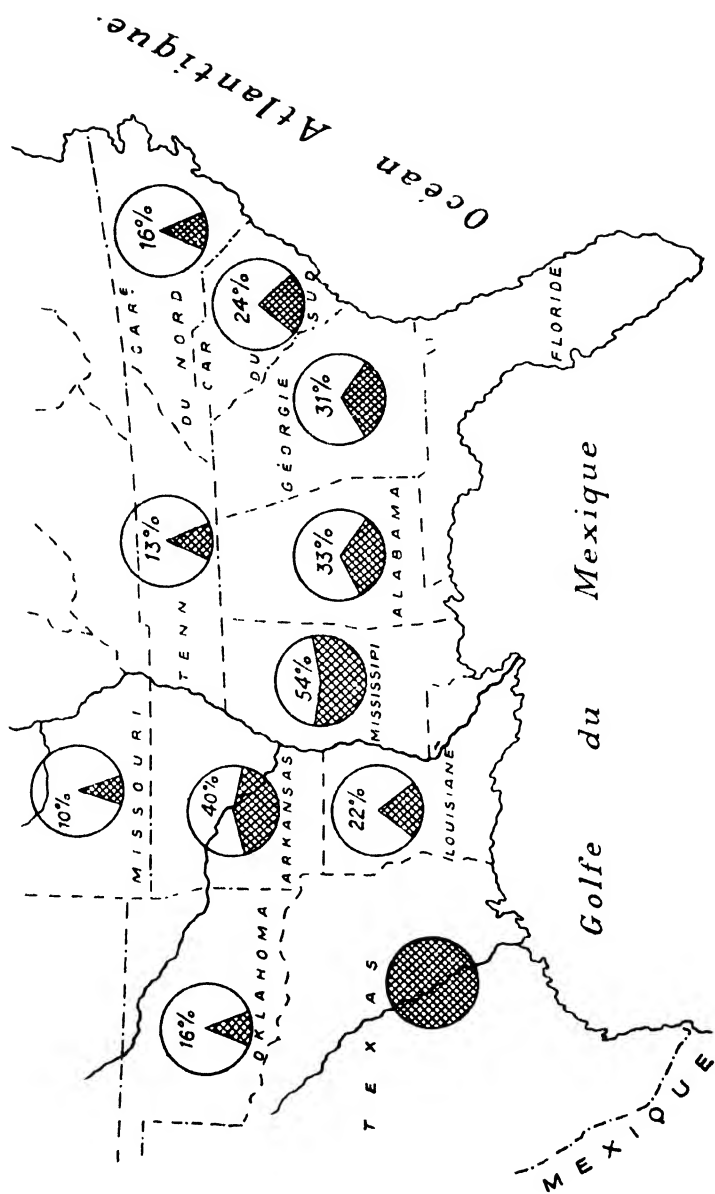 Océan Atlantique.
16%
CAR.
DU NORD
24%
CAR
DU SUD
31%
GÉORGIE
FLORIDE
13%
TENN
33%
ALABAMA
54%
MISSISSIPI
10%
MISSOURI
40%
ARKANSAS
22%
LOUISIANE
16%
OKLAHOMA
TEXAS
MEXIQUE
Golfe du Mexique